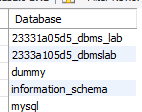 Database
23331a05d5_dbms_lab
2333a105d5_dbmslab
dummy
information_schema
mysql